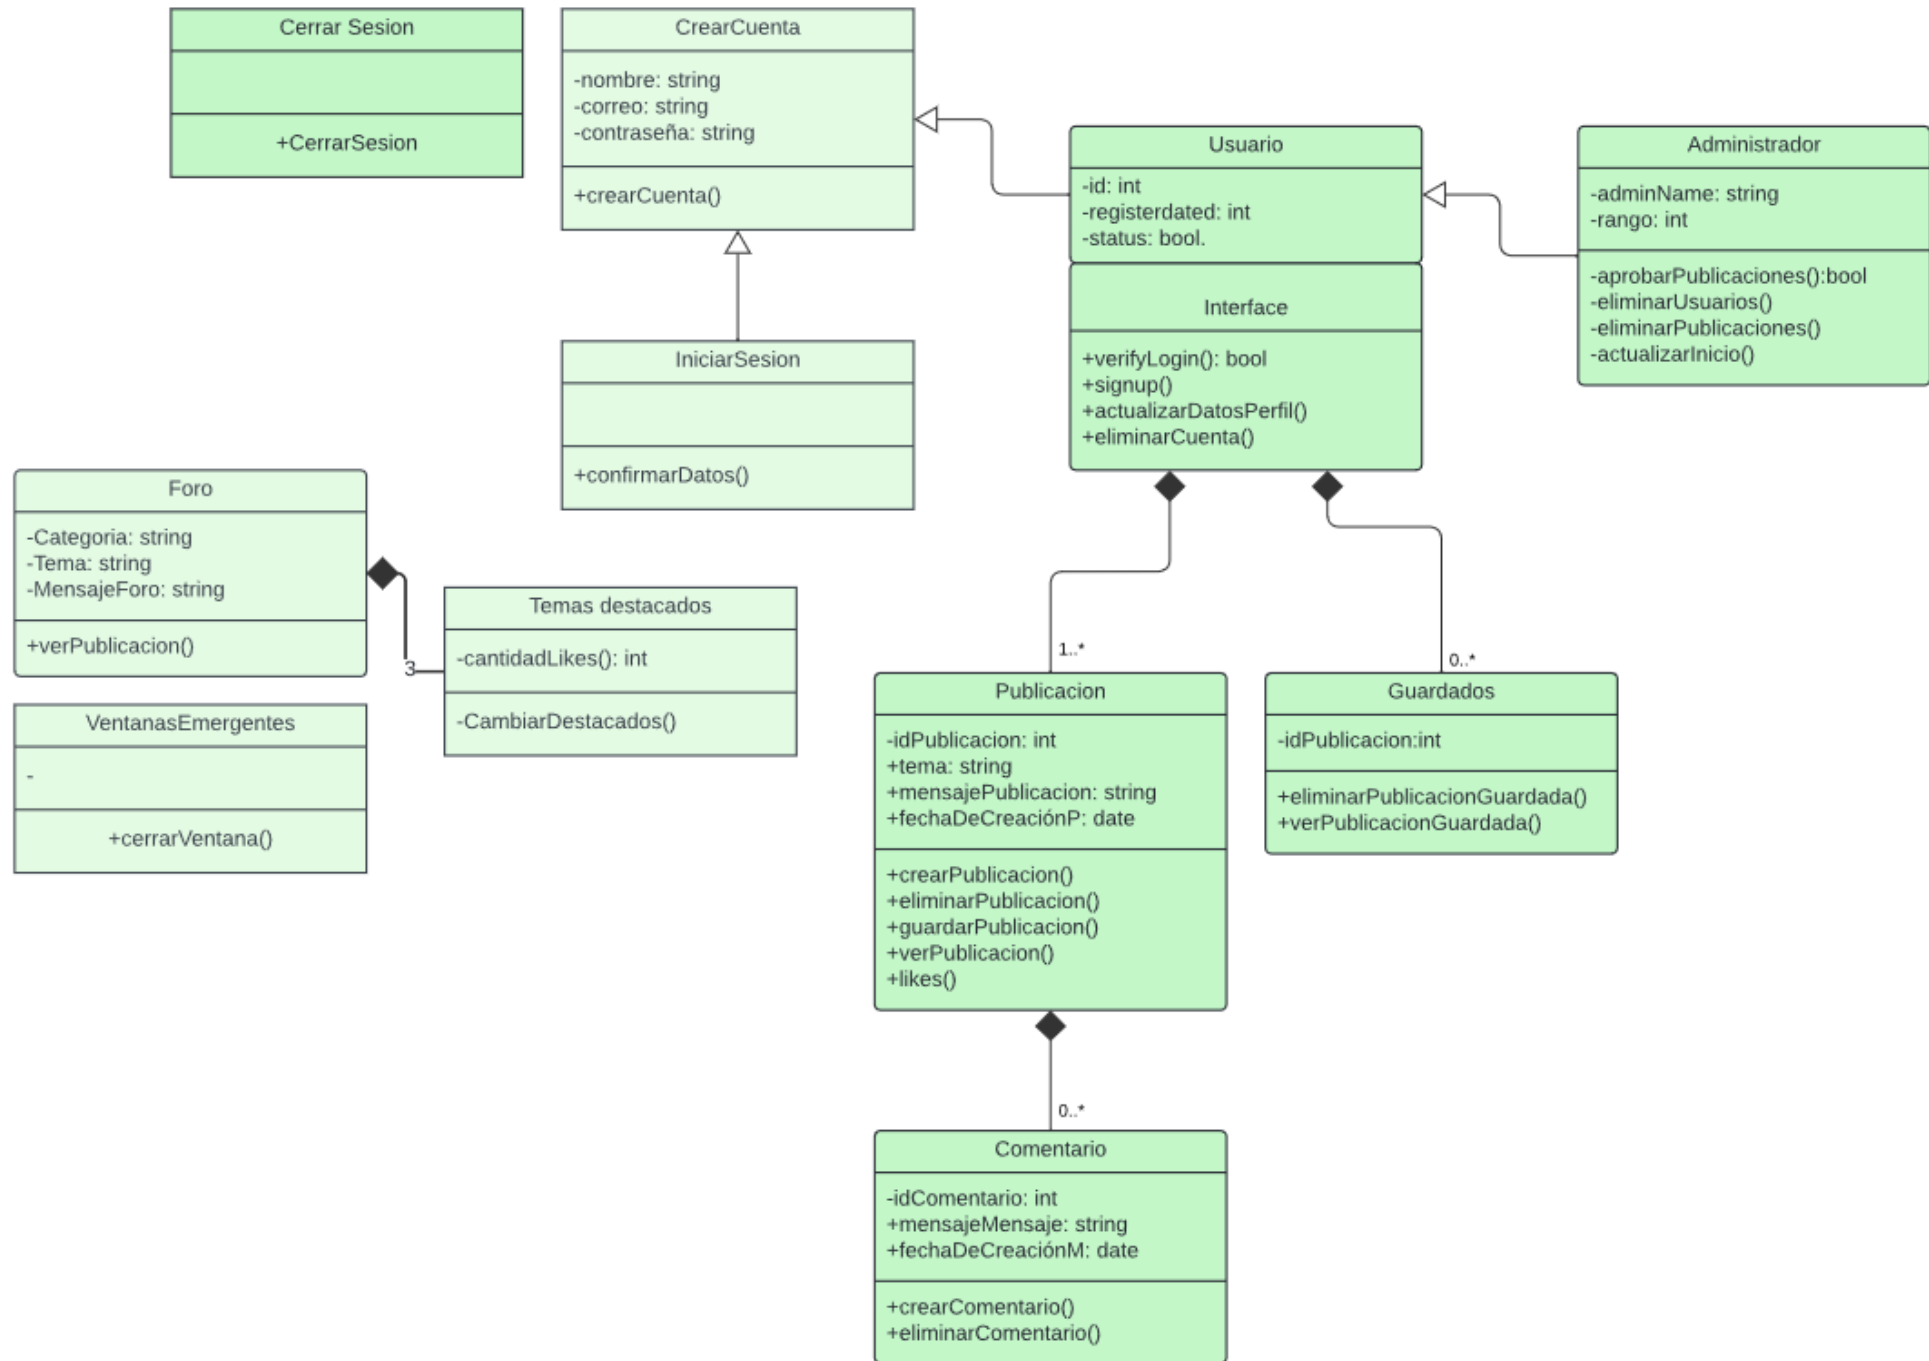 Cerrar Sesion
+CerrarSesion
CrearCuenta
-nombre: string
-correo: string
-contraseña: string
+crearCuenta()
Usuario
-id: int
-registerdated: int
-status: bool.
Interface
+verifyLogin(): bool
+signup()
+actualizarDatosPerfil()
+eliminarCuenta()
Administrador
-adminName: string
-rango: int
-aprobarPublicaciones():bool
-eliminarUsuarios()
-eliminarPublicaciones()
-actualizarInicio()
IniciarSesion
+confirmarDatos()
Foro
-Categoria: string
-Tema: string
-MensajeForo: string
+verPublicacion()
3
Temas destacados
-cantidadLikes(): int
-CambiarDestacados()
VentanasEmergentes
-
+cerrarVentana()
1..*
Publicacion
-idPublicacion: int
+tema: string
+mensajePublicacion: string
+fechaDeCreaciónP: date
+crearPublicacion()
+eliminarPublicacion()
+guardarPublicacion()
+verPublicacion()
+likes()
0..*
Guardados
-idPublicacion:int
+eliminarPublicacionGuardada()
+verPublicacionGuardada()
0..*
Comentario
-idComentario: int
+mensajeMensaje: string
+fechaDeCreaciónM: date
+crearComentario()
+eliminarComentario()